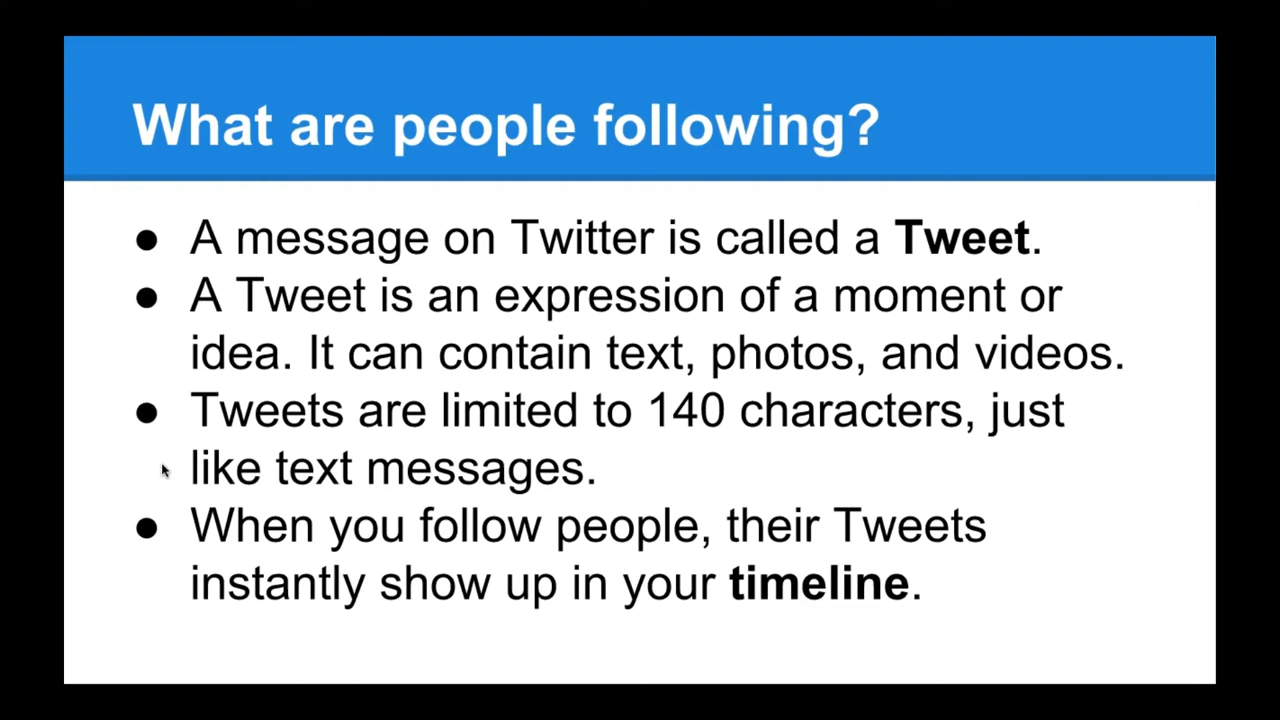 What are people following?
● A message on Twitter is called a Tweet.
● A Tweet is an expression of a moment or
idea. It can contain text, photos, and videos.
● Tweets are limited to 140 characters, just
like text messages.
● When you follow people, their Tweets
instantly show up in your timeline.